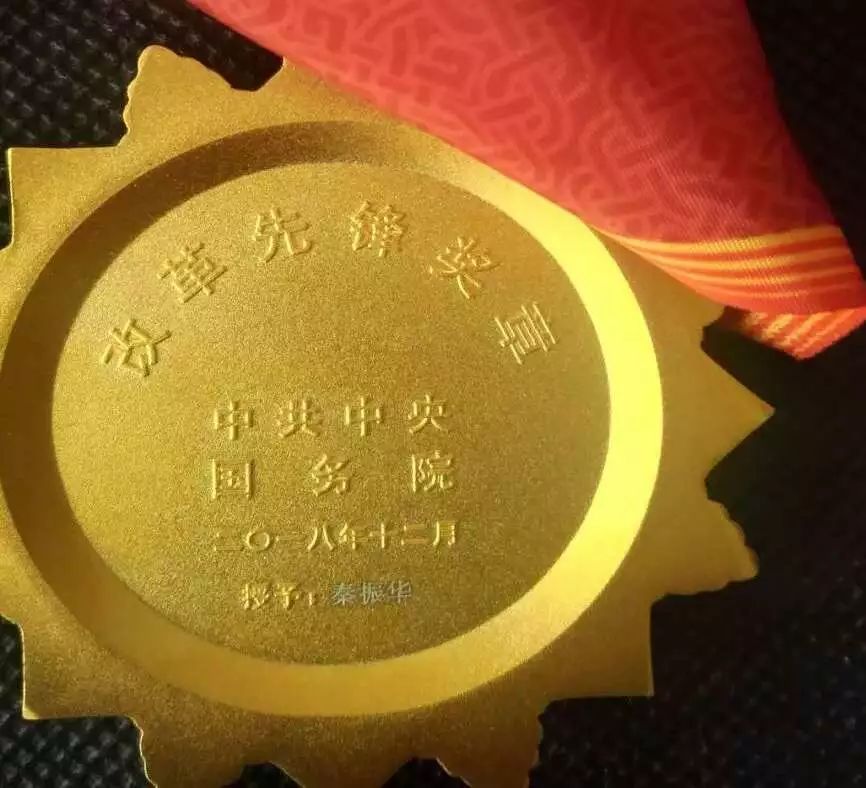 改革先锋奖章
中共中央
国务院
二〇一八年十二月
授予：秦振华